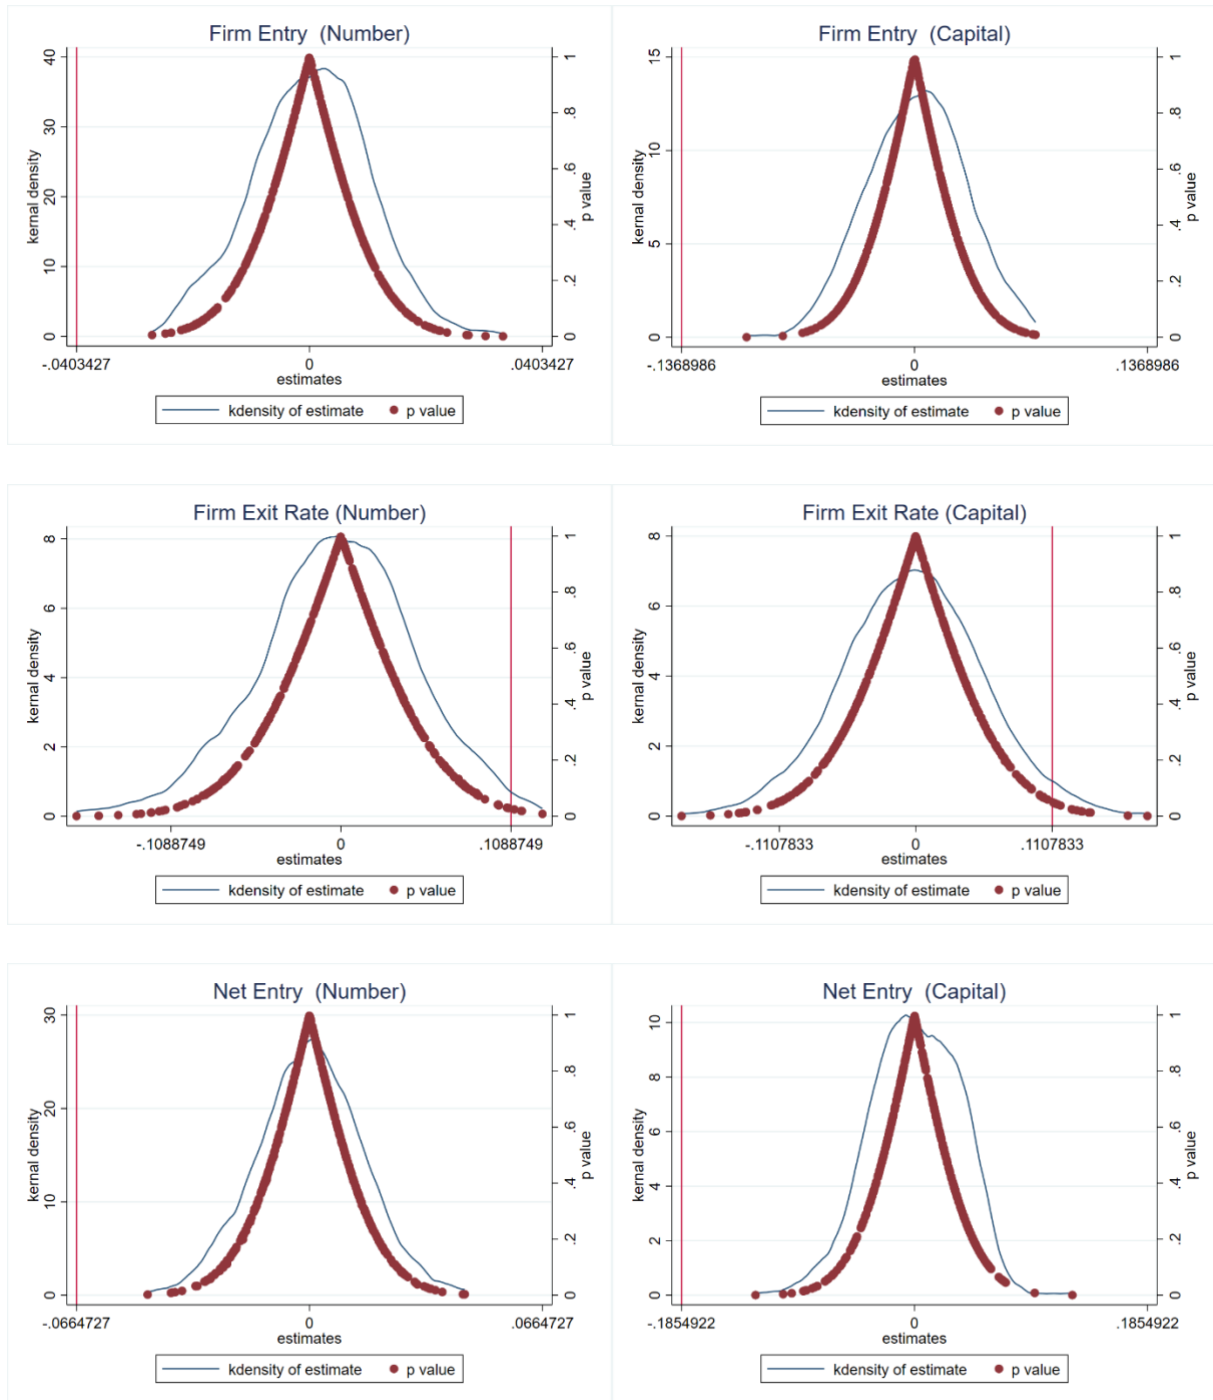 Firm Entry (Number)
40
30
20
10
0
kernal density
1
.8
.6
.4
.2
0
p value
-.0403427
0
.0403427
estimates
kdensity of estimate
p value
Firm Entry (Capital)
15
10
5
0
kernal density
1
.8
.6
.4
.2
0
p value
-.1368986
0
.1368986
estimates
kdensity of estimate
p value
Firm Exit Rate (Number)
8
6
4
2
0
kernal density
1
.8
.6
.4
.2
0
p value
-.1088749
0
.1088749
estimates
kdensity of estimate
p value
Firm Exit Rate (Capital)
8
6
4
2
0
kernal density
1
.8
.6
.4
.2
0
p value
-.1107833
0
.1107833
estimates
kdensity of estimate
p value
Net Entry (Number)
30
20
10
0
kernal density
1
.8
.6
.4
.2
0
p value
-.0664727
0
.0664727
estimates
kdensity of estimate
p value
Net Entry (Capital)
10
8
6
4
2
0
kernal density
1
.8
.6
.4
.2
0
p value
-.1854922
0
.1854922
estimates
kdensity of estimate
p value